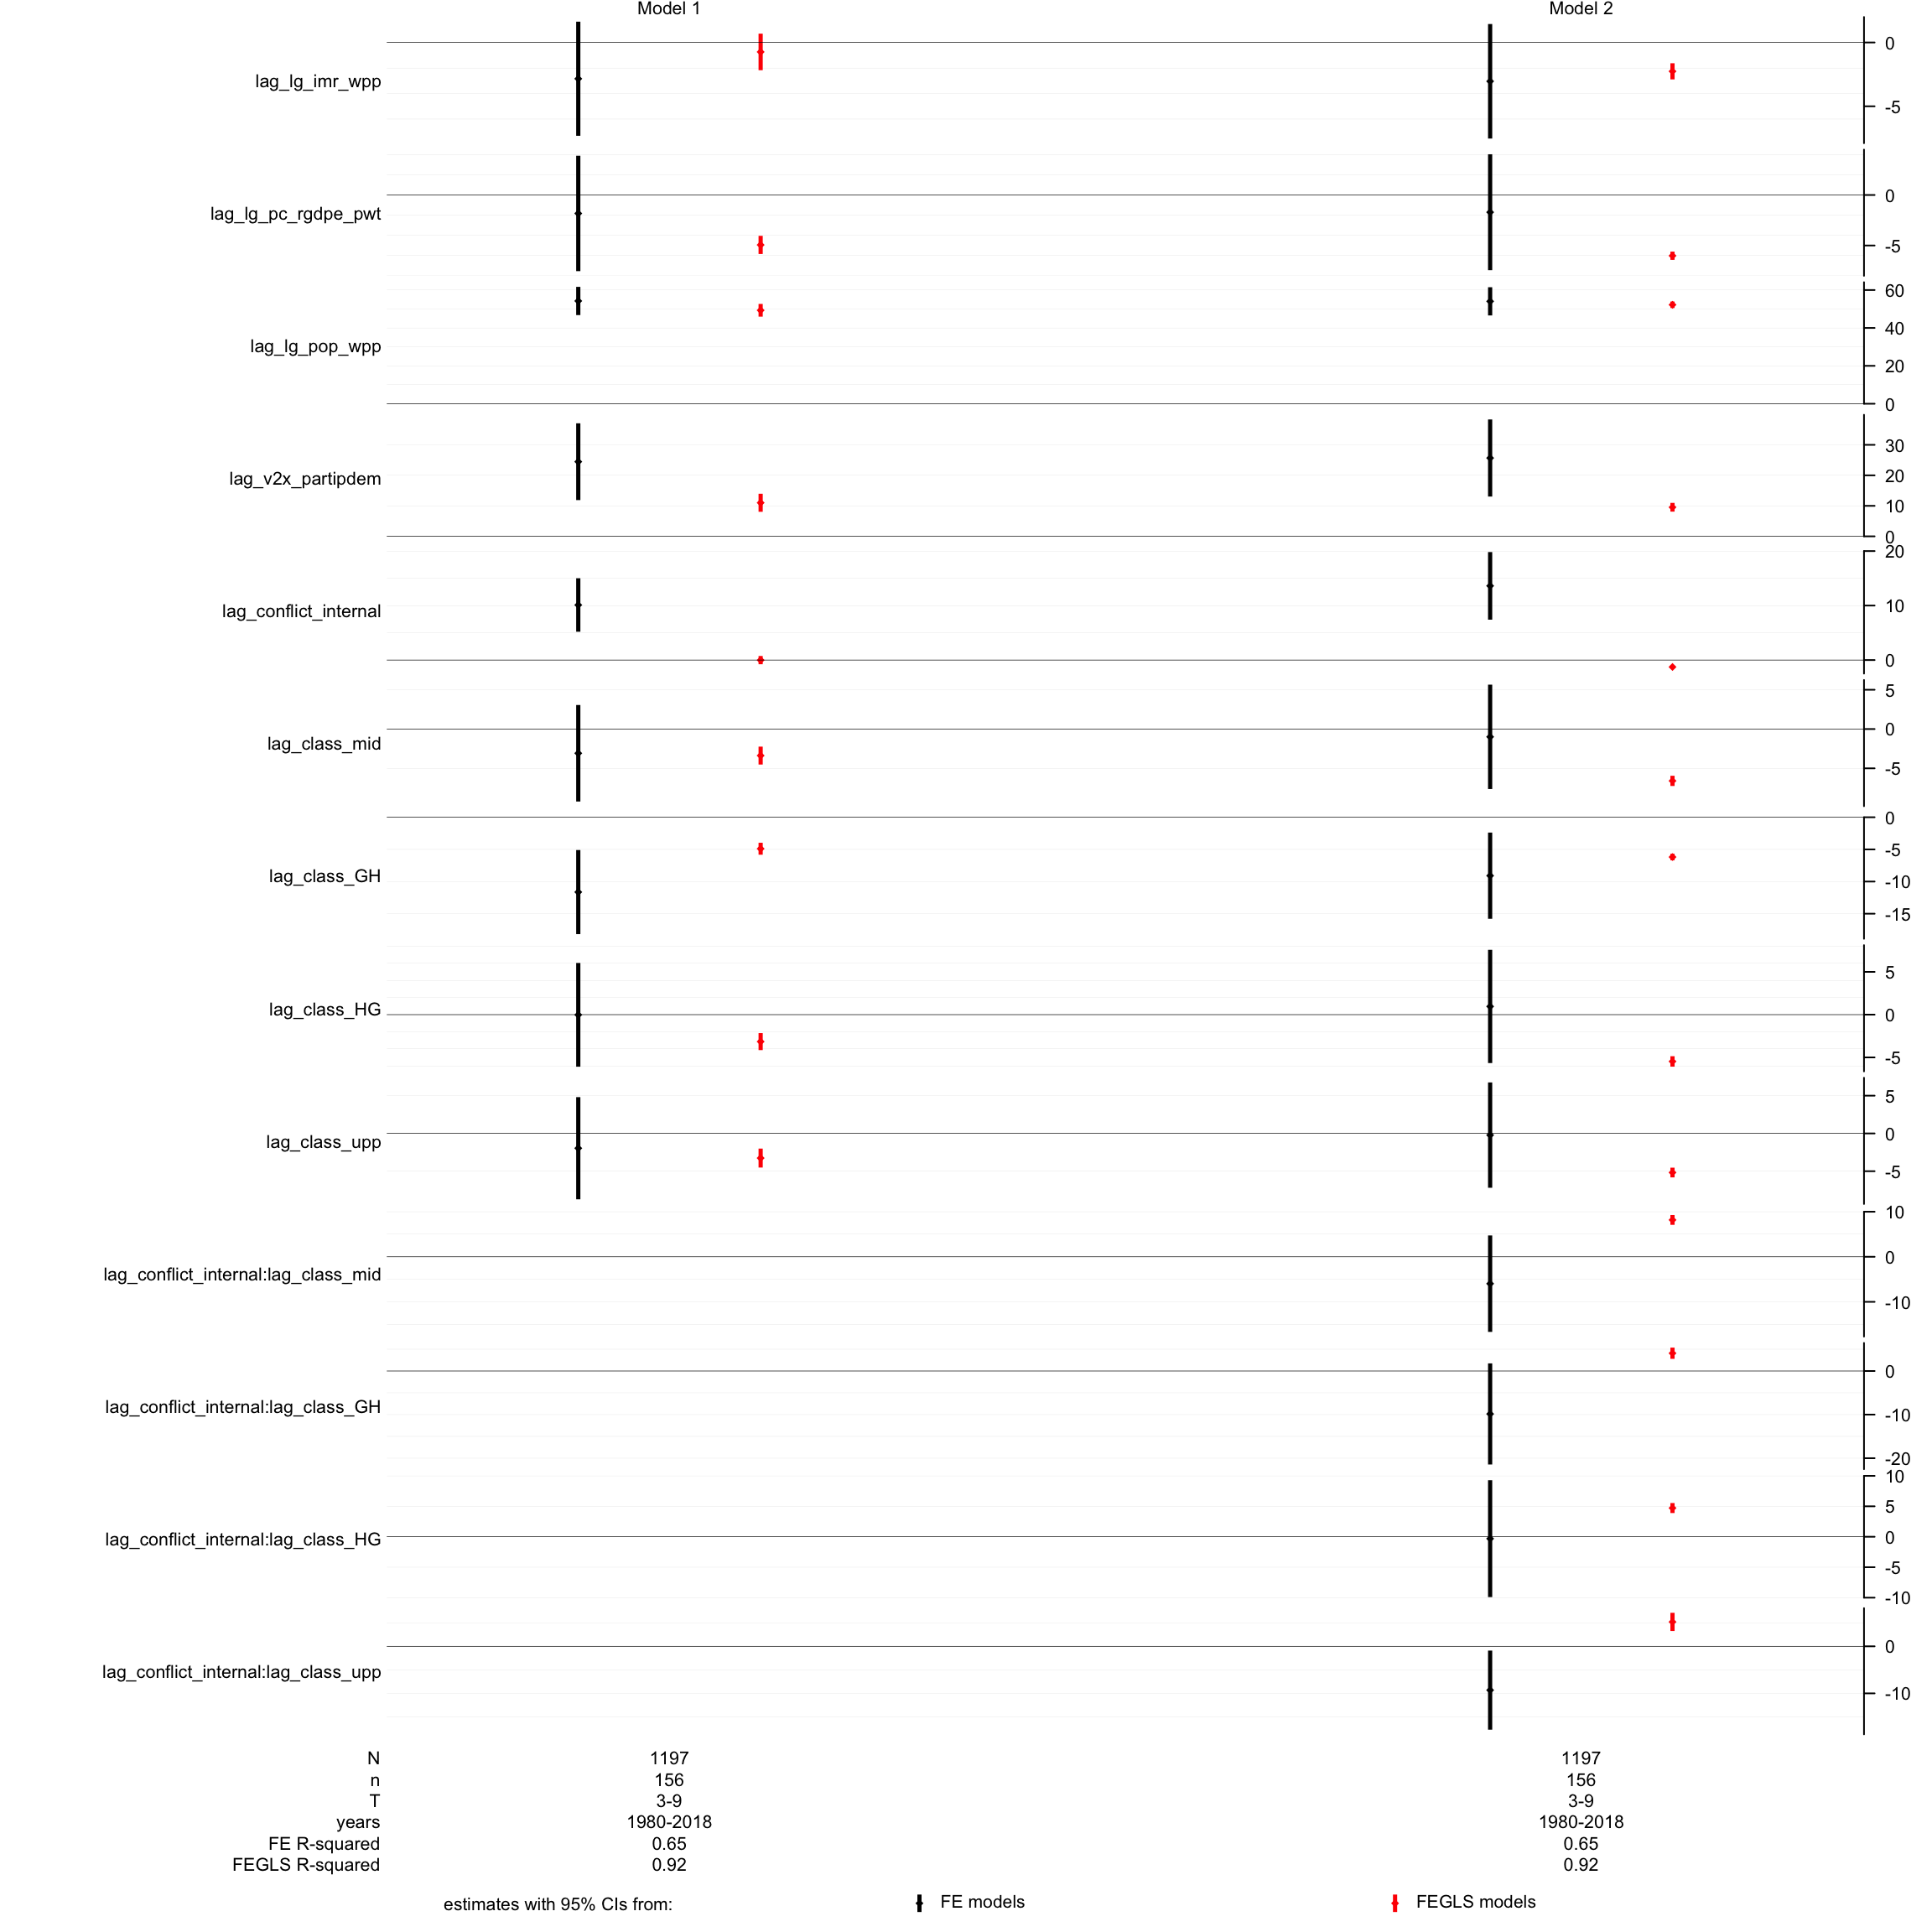 Model 1 Model 2
0
lag_lg_imr_wpp
-5
0
lag_lg_pc_rgdpe_pwt
-5
60
40
lag_lg_pop_wpp
20
0
30
lag_v2x_partipdem
20
10
0
20
lag_conflict_internal
10
0
5
0
lag_class_mid
-5
0
-5
lag_class_GH
-10
-15
5
lag_class_HG
0
-5
5
0
lag_class_upp
-5
10
0
lag_conflict_internal:lag_class_mid
-10
0
lag_conflict_internal:lag_class_GH
-10
-20
10
5
0
lag_conflict_internal:lag_class_HG
-5
-10
0
lag_conflict_internal:lag_class_upp
-10
N 1197 1197
n 156 156
T 3-9 3-9
years 1980-2018 1980-2018
FE R-squared 0.65 0.65
FEGLS R-squared 0.92 0.92
estimates with 95% CIs from: FE models FEGLS models